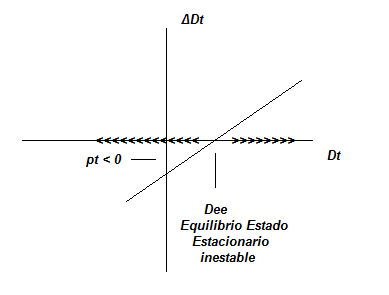 ΔDt
<<<<<<<<<<<<< >>>>>>>>
Dt
pt < 0
Dee
Equilibrio Estado
Estacionario
inestable